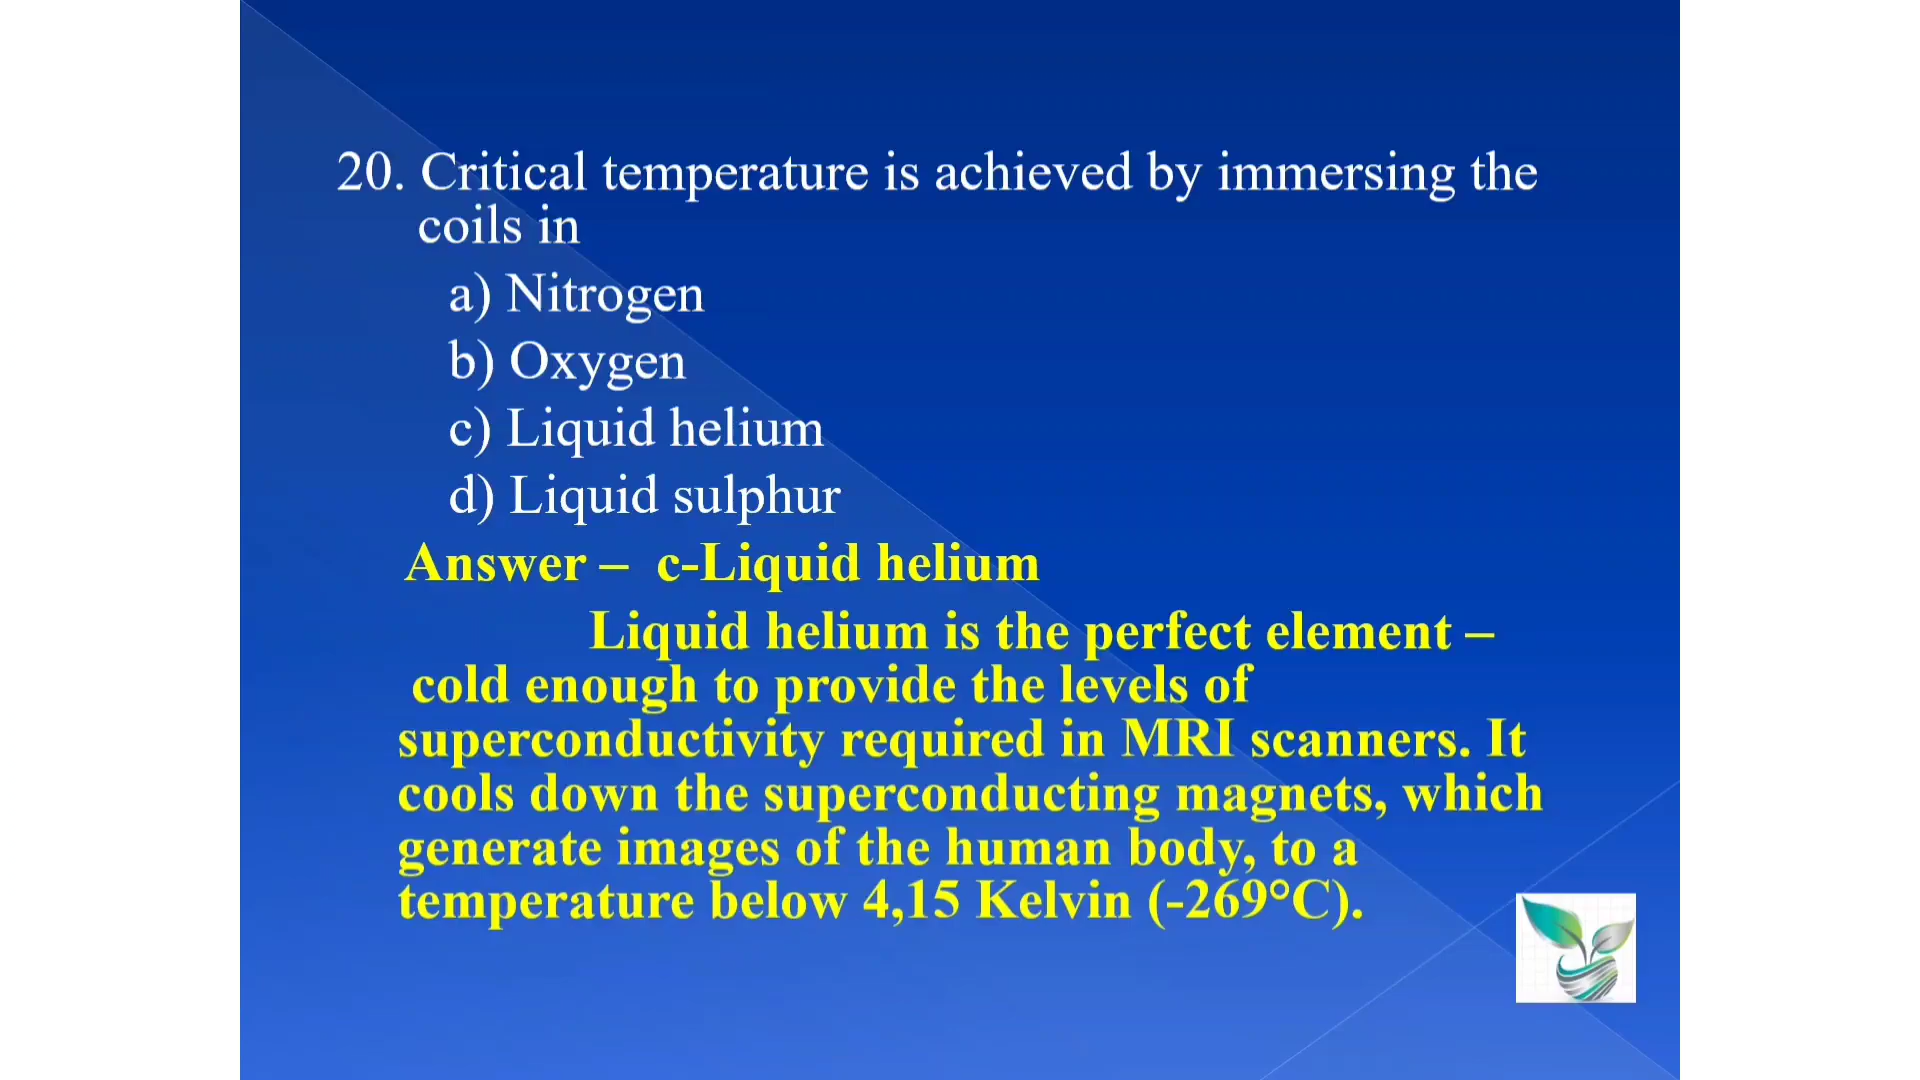 20. Critical temperature is achieved by immersing the
coils in
a) Nitrogen
b) Oxygen
c) Liquid helium
d) Liquid sulphur
Answer – c-Liquid helium
Liquid helium is the perfect element –
cold enough to provide the levels of
superconductivity required in MRI scanners. It
cools down the superconducting magnets, which
generate images of the human body, to a
temperature below 4,15 Kelvin (-269°C).